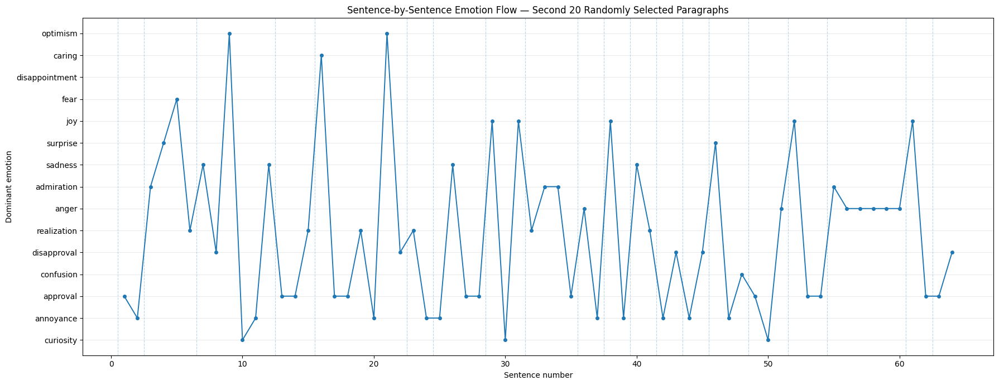 Sentence-by-Sentence Emotion Flow — Second 20 Randomly Selected Paragraphs
optimism
caring
disappointment
fear
joy
surprise
sadness
admiration
anger
realization
disapproval
confusion
approval
annoyance
curiosity
Dominant emotion
0 10 20 30 40 50 60
Sentence number